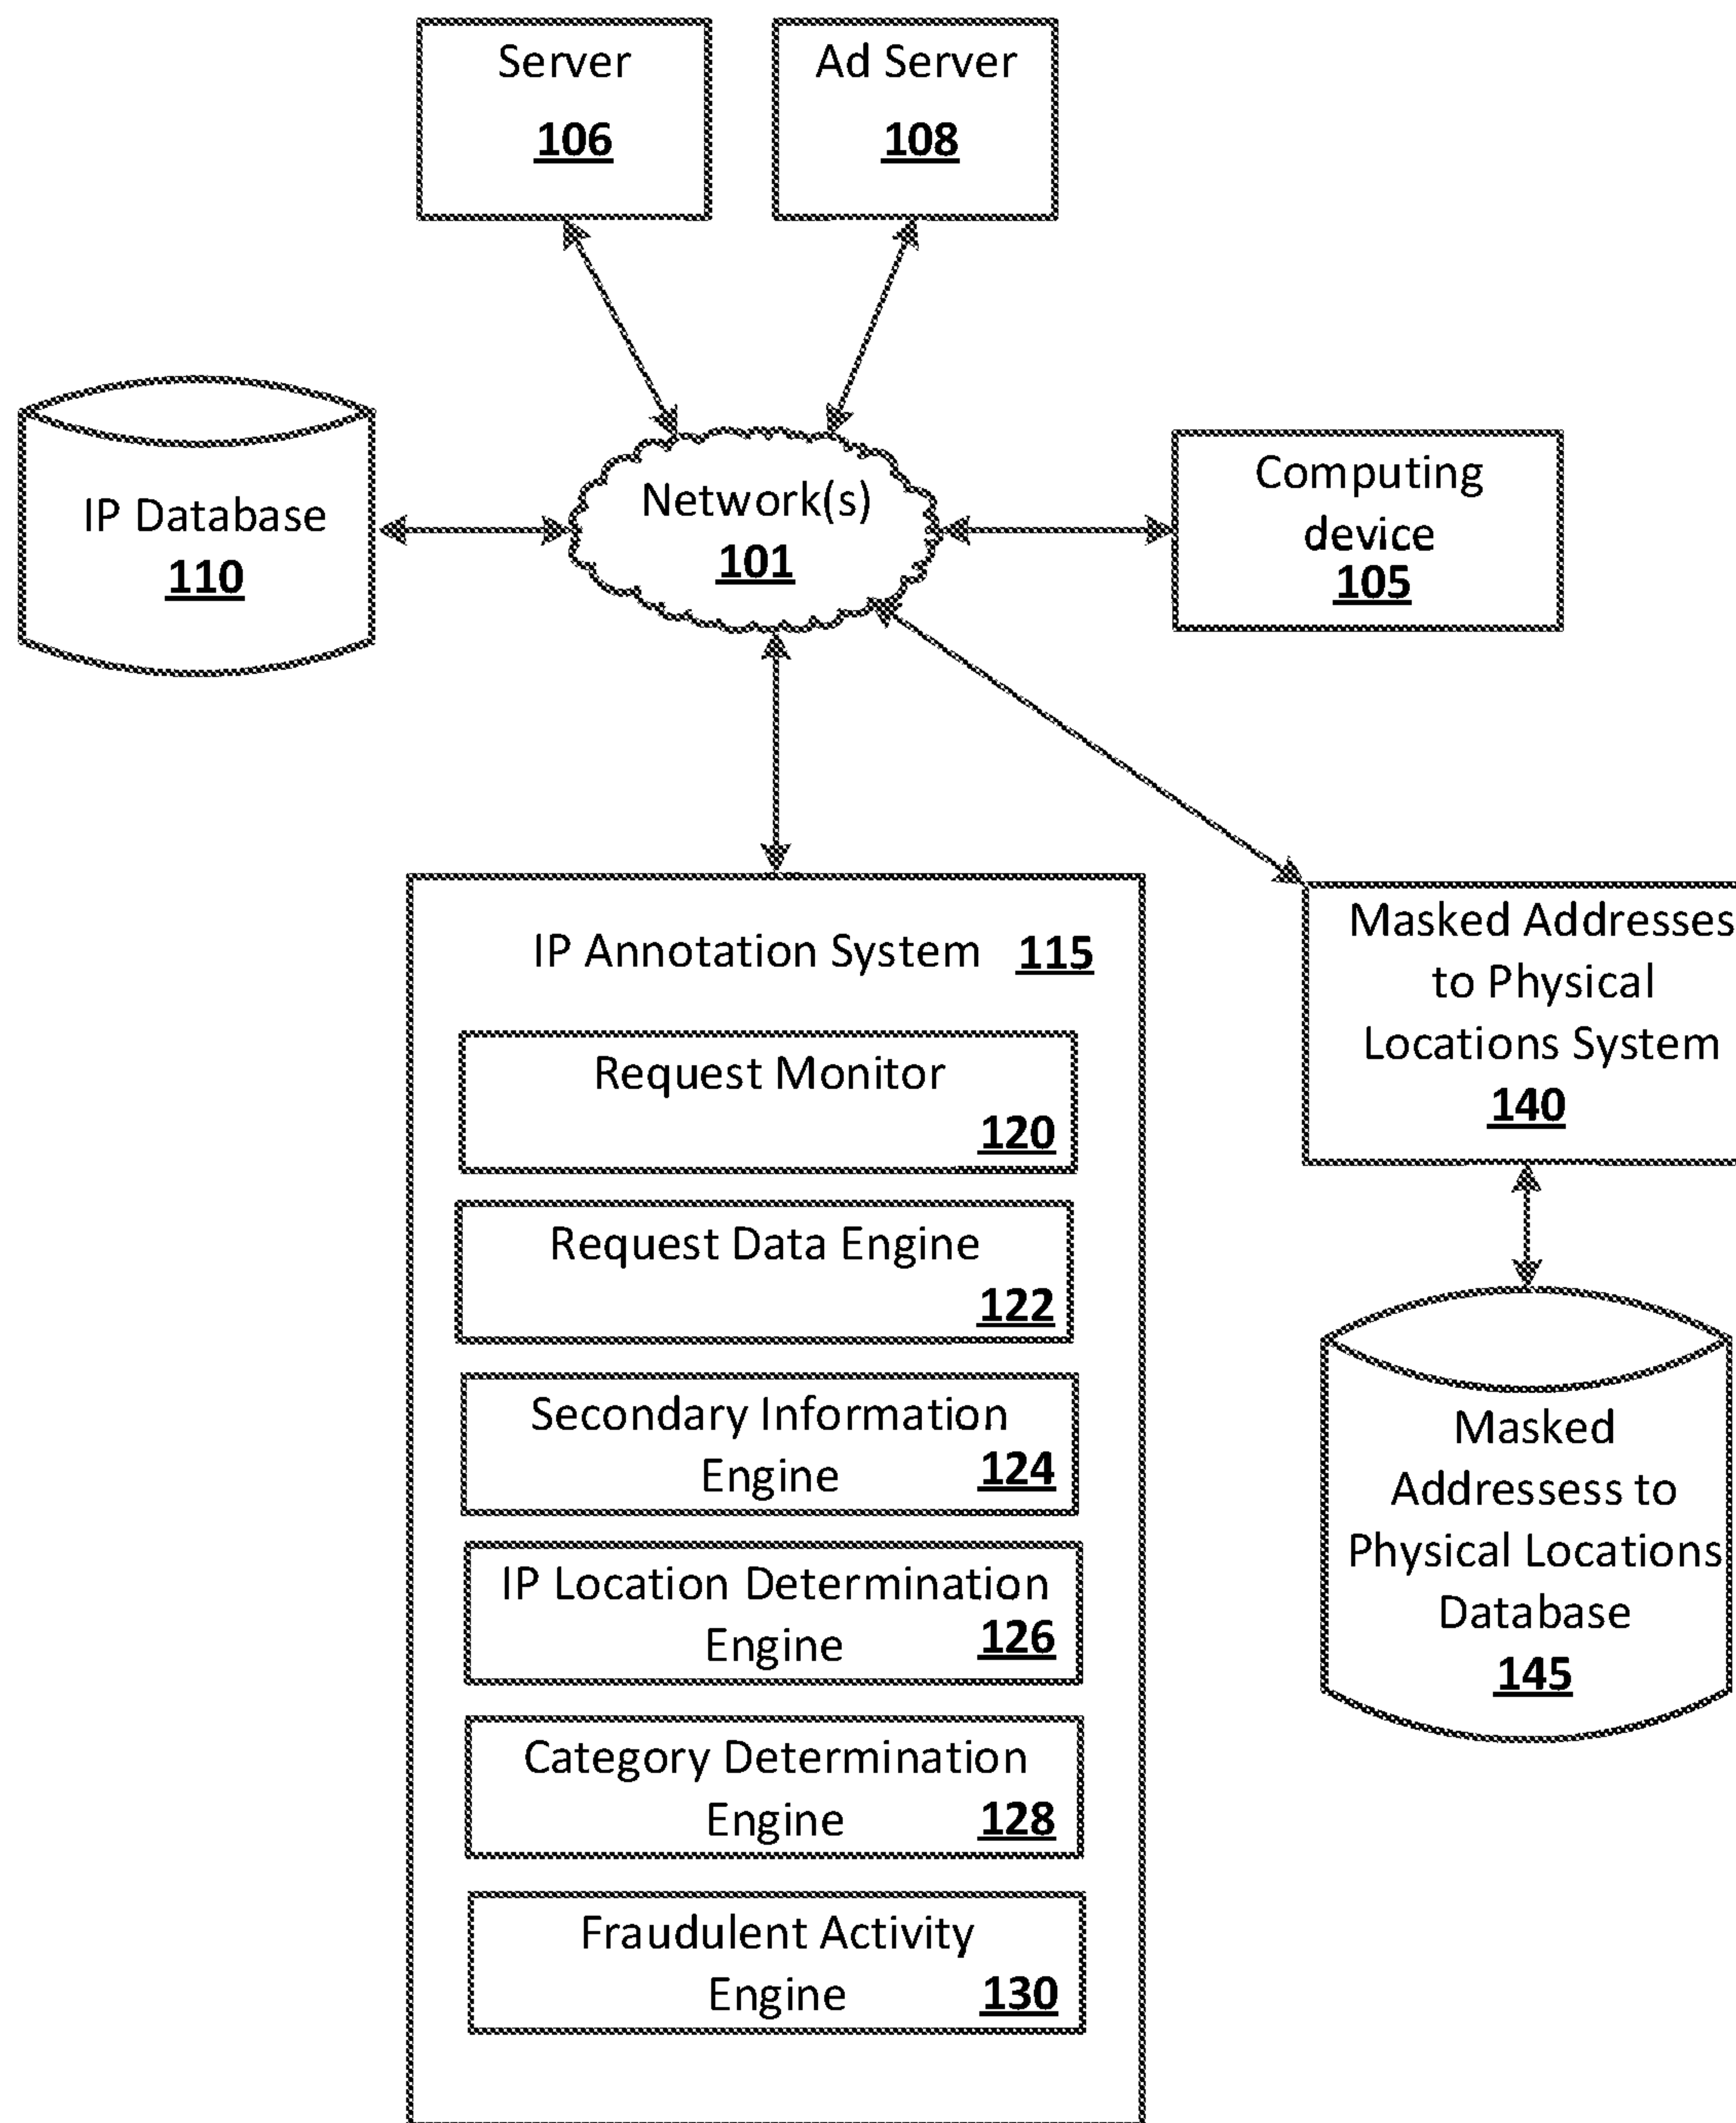 Server
106
Ad Server
108
IP Database
110
Network(s)
101
Computing
device
105
IP Annotation System 115
Request Monitor
120
Request Data Engine
122
Secondary Information
Engine 124
IP Location Determination
Engine 126
Category Determination
Engine 128
Fraudulent Activity
Engine 130
Masked Addresses
to Physical
Locations System
140
Masked
Addressess to
Physical Locations
Database
145